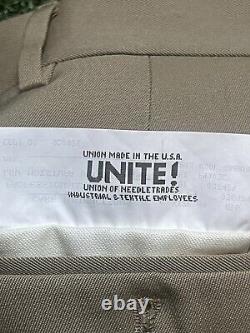 UNION MADE IN THE U.S.A.
UNITE!
UNION OF NEEDLETRADES
INDUSTRIAL & TEXTILE EMPLOYEES